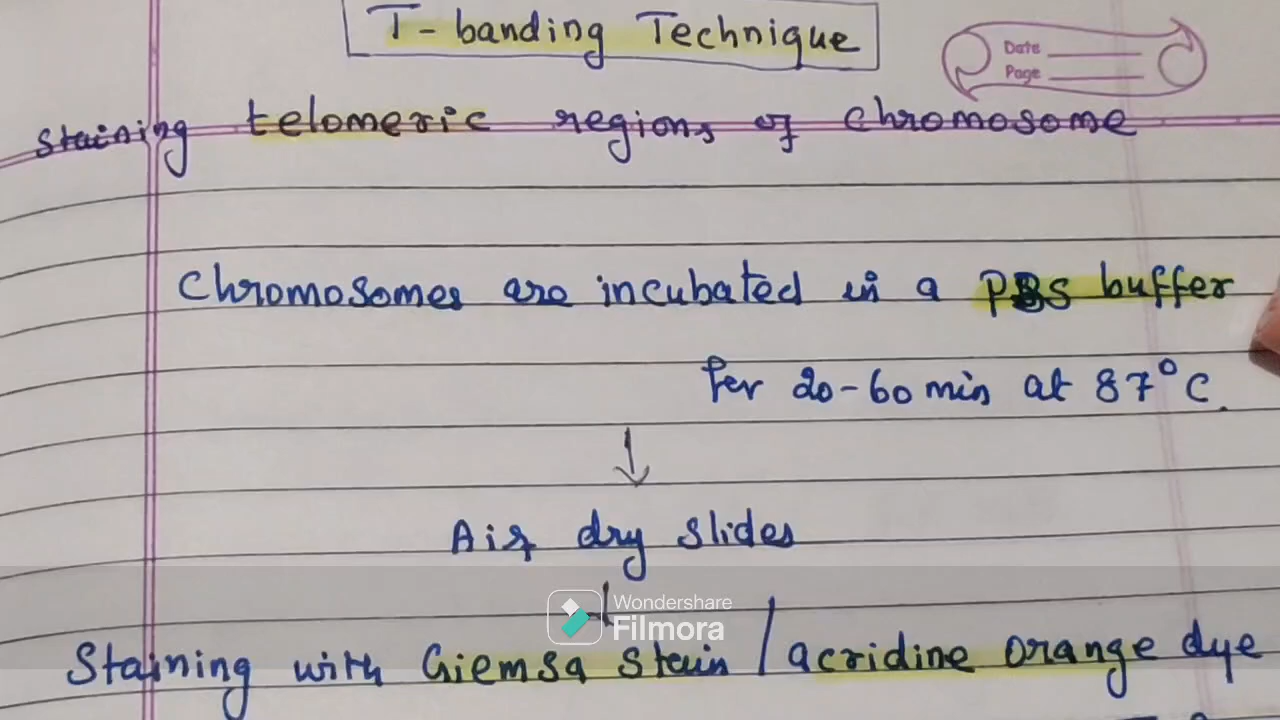 T-banding Technique
Date
Page
Staining telomeric regions of chromosome
Chromosomes are incubated in a PBS buffer
for 20-60 min at 87°C.
↓
Air dry slides
Wondershare
Filmora
Staining with Giemsa stain / acridine orange dye